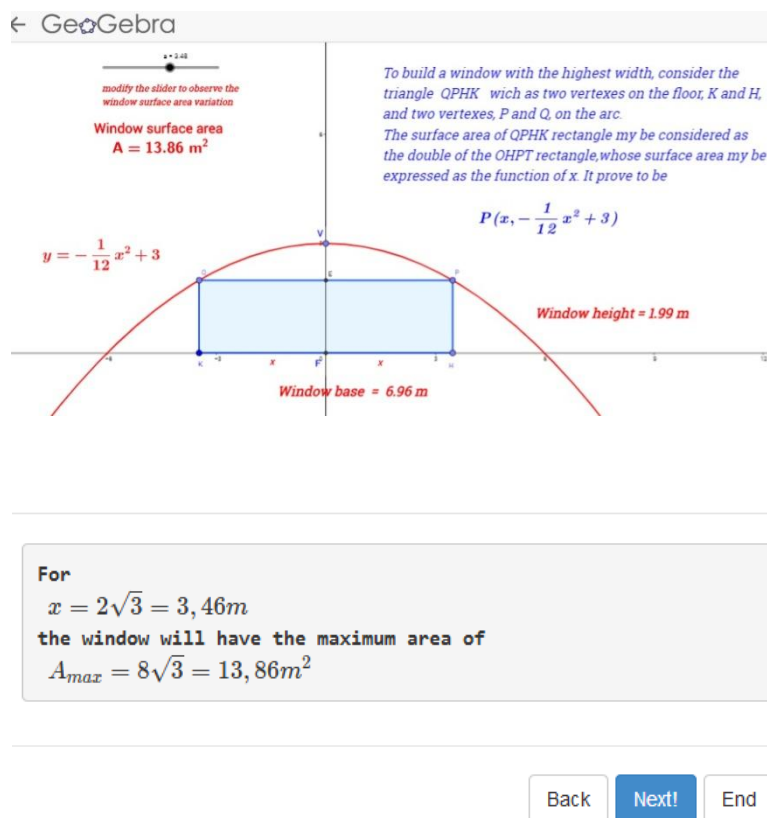 ← GeoGebra
a = 3.48
modify the slider to observe the
window surface area variation
Window surface area
A = 13.86 m²
To build a window with the highest width, consider the
triangle QPHK wich as two vertexes on the floor, K and H,
and two vertexes, P and Q, on the arc.
The surface area of QPHK rectangle my be considered as
the double of the OHPT rectangle,whose surface area my be
expressed as the function of x. It prove to be
P(x, −1/12 x² + 3)
y = −1/12 x² + 3
V
Q
E
P
Window height = 1.99 m
K
x
F
x
H
Window base = 6.96 m
For
x = 2√3 = 3, 46m
the window will have the maximum area of
Amax = 8√3 = 13, 86m²
Back
Next!
End